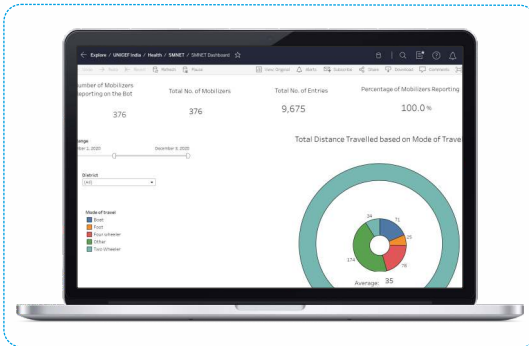 Explore / UNICEF India / Health / SMNET / SMNET Dashboard
Refresh Pause View Original Alerts Subscribe Share Download Comments
Number of Mobilizers
reporting on the Bot
376
Total No. of Mobilizers
376
Total No. of Entries
9,675
Percentage of Mobilizers Reporting
100.0 %
Total Distance Travelled based on Mode of Travel
December 9, 2020
District
(All)
Mode of travel
Boat
Foot
Four wheeler
Other
Two Wheeler
34
71
25
78
174
Average: 35